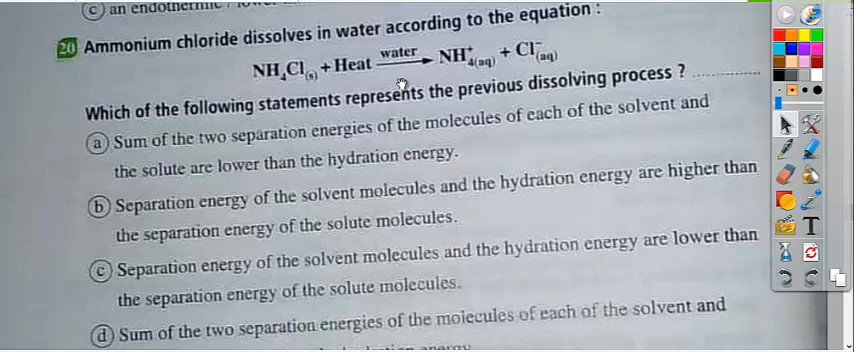 c an endothermic
20 Ammonium chloride dissolves in water according to the equation :
NH₄Cl(s) + Heat water → NH⁺₄(aq) + Cl⁻(aq)
Which of the following statements represents the previous dissolving process ? ..............
a Sum of the two separation energies of the molecules of each of the solvent and
the solute are lower than the hydration energy.
b Separation energy of the solvent molecules and the hydration energy are higher than
the separation energy of the solute molecules.
c Separation energy of the solvent molecules and the hydration energy are lower than
the separation energy of the solute molecules.
d Sum of the two separation energies of the molecules of each of the solvent and
T